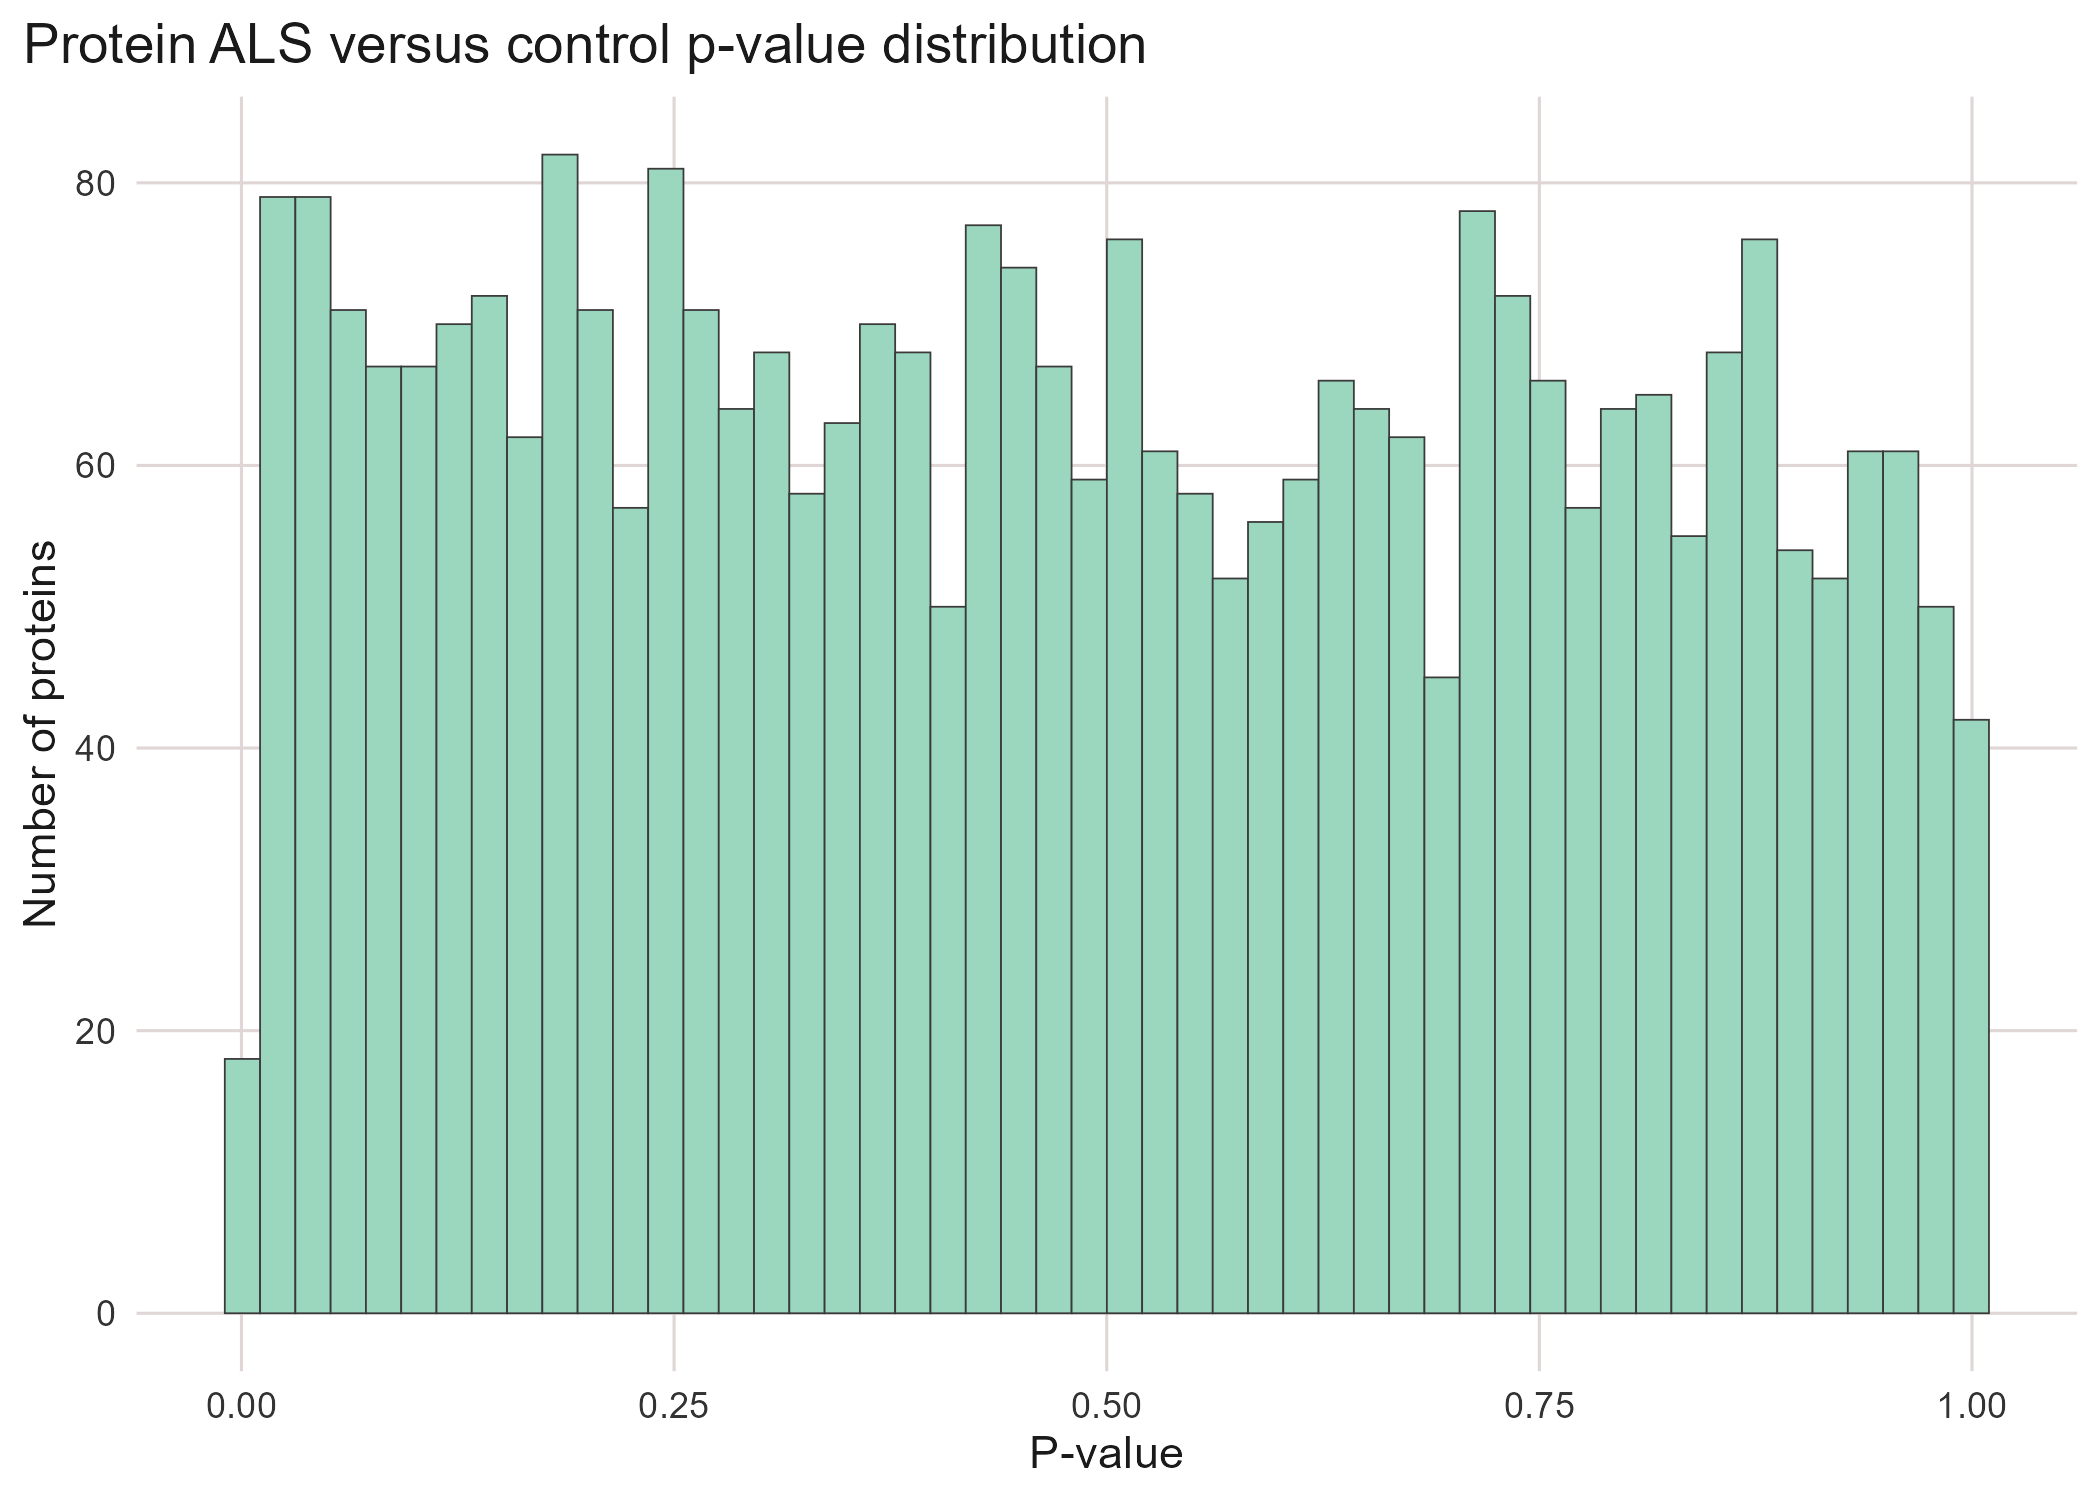 Protein ALS versus control p-value distribution
Number of proteins
80
60
40
20
0
0.00 0.25 0.50 0.75 1.00
P-value